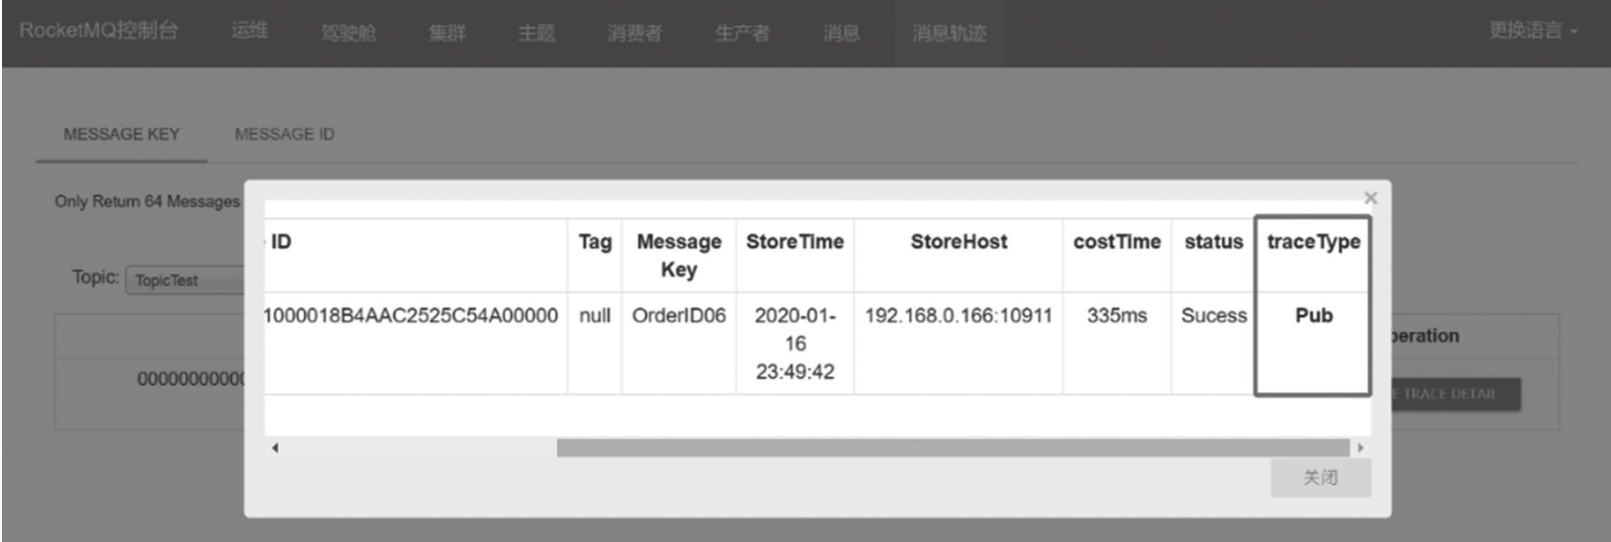 RocketMQ控制台 运维 驾驶舱 集群 主题 消费者 生产者 消息 消息轨迹 更换语言
MESSAGE KEY MESSAGE ID
Only Return 64 Messages
×
ID Tag Message Key StoreTime StoreHost costTime status traceType
Topic: TopicTest
1000018B4AAC2525C54A00000 null OrderID06 2020-01-16 23:49:42 192.168.0.166:10911 335ms Sucess Pub
peration
00000000000
E TRACE DETAIL
关闭